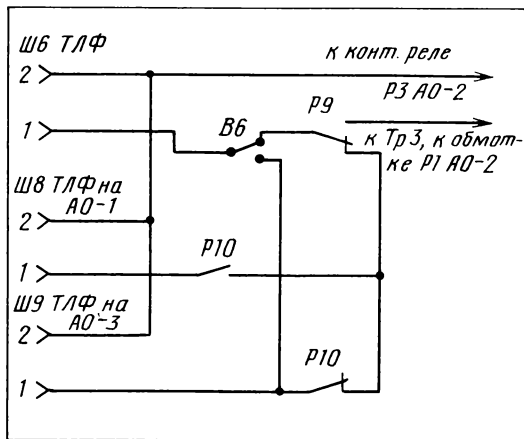 Ш6 ТЛФ
к конт. реле
2
Р3 АО-2
Р9
1
В6
к Тр3, к обмот-
ке Р1 АО-2
Ш8 ТЛФ на
АО-1
2
Р10
1
Ш9 ТЛФ на
АО-3
2
Р10
1